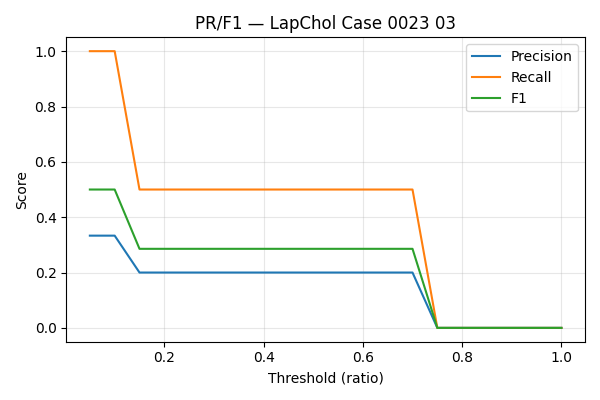 PR/F1 — LapChol Case 0023 03
Score
1.0
0.8
0.6
0.4
0.2
0.0
Precision
Recall
F1
0.2 0.4 0.6 0.8 1.0
Threshold (ratio)